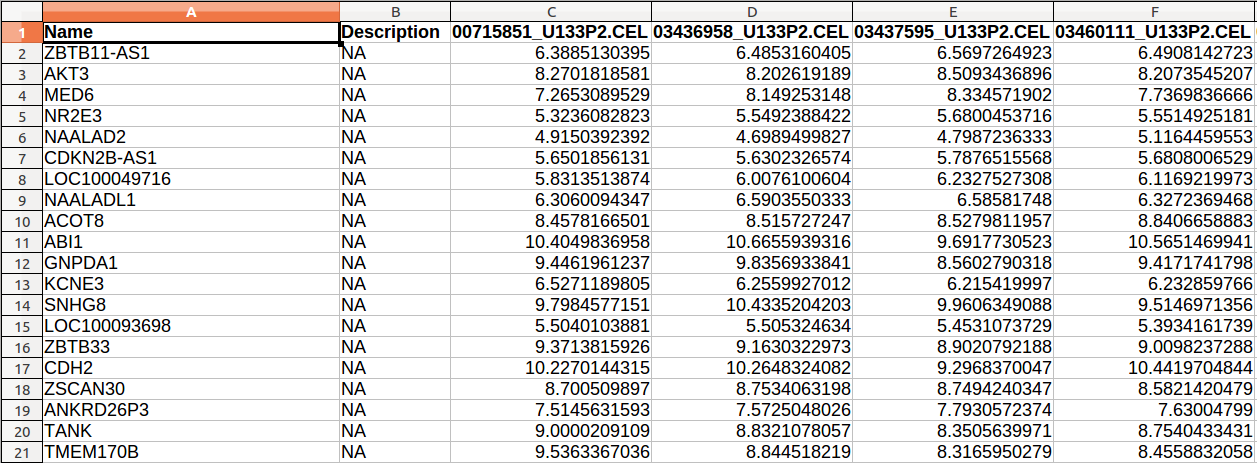 A B C D E F
1 Name Description 00715851_U133P2.CEL 03436958_U133P2.CEL 03437595_U133P2.CEL 03460111_U133P2.CEL
2 ZBTB11-AS1 NA 6.3885130395 6.4853160405 6.5697264923 6.4908142723
3 AKT3 NA 8.2701818581 8.202619189 8.5093436896 8.2073545207
4 MED6 NA 7.2653089529 8.149253148 8.334571902 7.7369836666
5 NR2E3 NA 5.3236082823 5.5492388422 5.6800453716 5.5514925181
6 NAALAD2 NA 4.9150392392 4.6989499827 4.7987236333 5.1164459553
7 CDKN2B-AS1 NA 5.6501856131 5.6302326574 5.7876515568 5.6808006529
8 LOC100049716 NA 5.8313513874 6.0076100604 6.2327527308 6.1169219973
9 NAALADL1 NA 6.3060094347 6.5903550333 6.58581748 6.3272369468
10 ACOT8 NA 8.4578166501 8.515727247 8.5279811957 8.8406658883
11 ABI1 NA 10.4049836958 10.6655939316 9.6917730523 10.5651469941
12 GNPDA1 NA 9.4461961237 9.8356933841 8.5602790318 9.4171741798
13 KCNE3 NA 6.5271189805 6.2559927012 6.215419997 6.232859766
14 SNHG8 NA 9.7984577151 10.4335204203 9.9606349088 9.5146971356
15 LOC100093698 NA 5.5040103881 5.505324634 5.4531073729 5.3934161739
16 ZBTB33 NA 9.3713815926 9.1630322973 8.9020792188 9.0098237288
17 CDH2 NA 10.2270144315 10.2648324082 9.2968370047 10.4419704844
18 ZSCAN30 NA 8.700509897 8.7534063198 8.7494240347 8.5821420479
19 ANKRD26P3 NA 7.5145631593 7.5725048026 7.7930572374 7.63004799
20 TANK NA 9.0000209109 8.8321078057 8.3505639971 8.7540433431
21 TMEM170B NA 9.5363367036 8.844518219 8.3165950279 8.4558832058